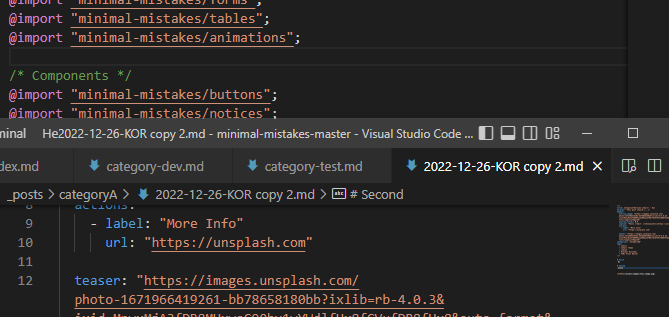 @import "minimal-mistakes/forms";
@import "minimal-mistakes/tables";
@import "minimal-mistakes/animations";
/* Components */
@import "minimal-mistakes/buttons";
@import "minimal-mistakes/notices";
minal He2022-12-26-KOR copy 2.md - minimal-mistakes-master - Visual Studio Code ...
dex.md category-dev.md category-test.md 2022-12-26-KOR copy 2.md
_posts > categoryA > 2022-12-26-KOR copy 2.md > abc # Second
8 actions:
9 - label: "More Info"
10 url: "https://unsplash.com"
11
12 teaser: "https://images.unsplash.com/
photo-1671966419261-bb78658180bb?ixlib=rb-4.0.3&